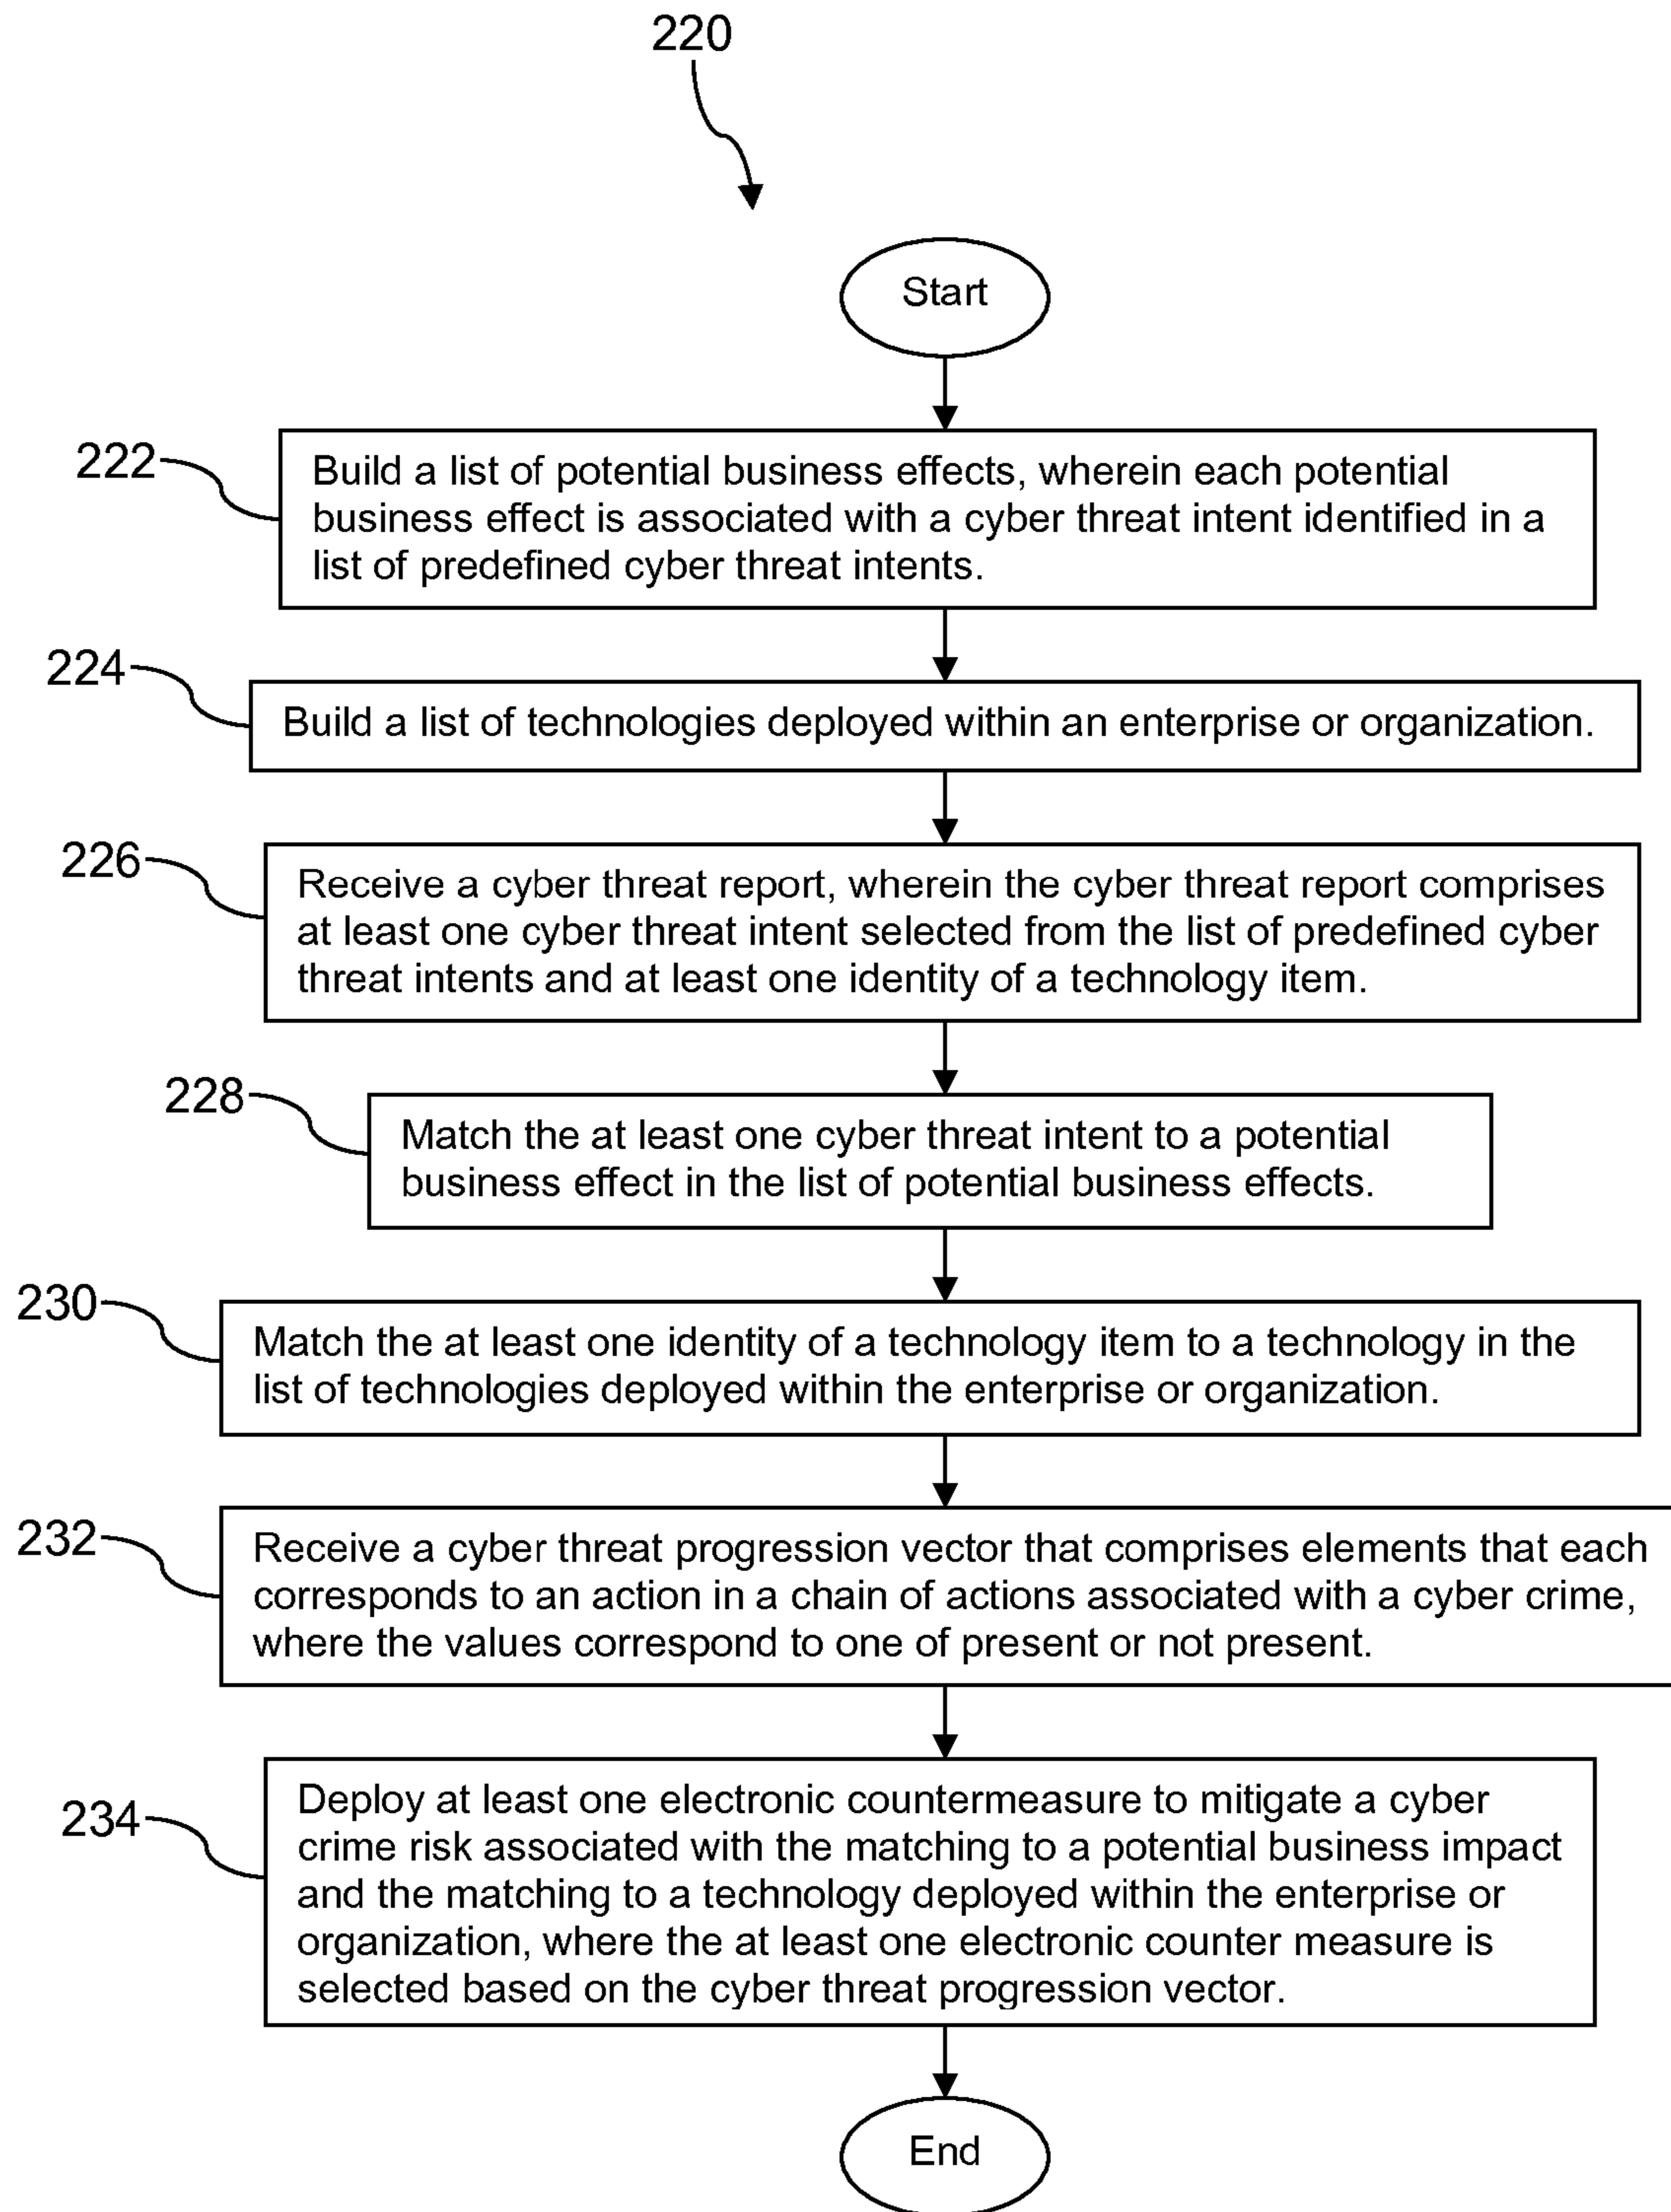 220
Start
222
Build a list of potential business effects, wherein each potential
business effect is associated with a cyber threat intent identified in a
list of predefined cyber threat intents.
224
Build a list of technologies deployed within an enterprise or organization.
226
Receive a cyber threat report, wherein the cyber threat report comprises
at least one cyber threat intent selected from the list of predefined cyber
threat intents and at least one identity of a technology item.
228
Match the at least one cyber threat intent to a potential
business effect in the list of potential business effects.
230
Match the at least one identity of a technology item to a technology in the
list of technologies deployed within the enterprise or organization.
232
Receive a cyber threat progression vector that comprises elements that each
corresponds to an action in a chain of actions associated with a cyber crime,
where the values correspond to one of present or not present.
234
Deploy at least one electronic countermeasure to mitigate a cyber
crime risk associated with the matching to a potential business impact
and the matching to a technology deployed within the enterprise or
organization, where the at least one electronic counter measure is
selected based on the cyber threat progression vector.
End